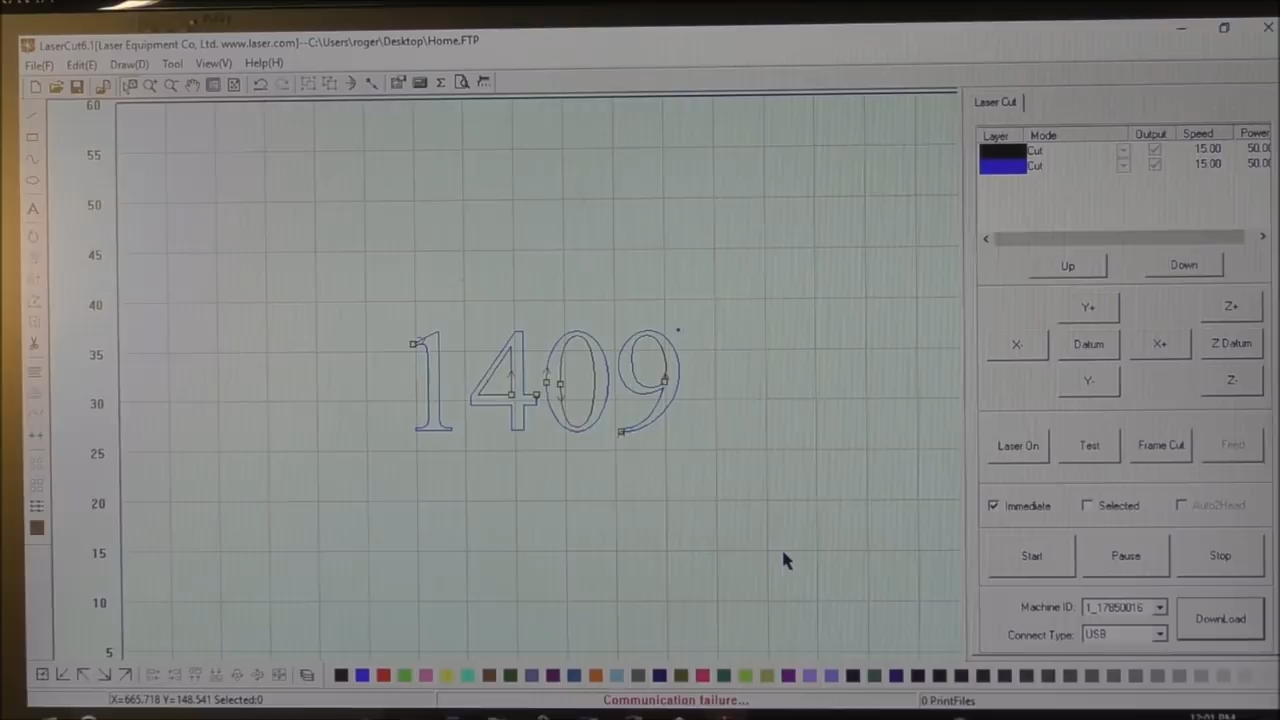 LaserCut6.1[Laser Equipment Co, Ltd. www.laser.com]--C:\Users\roger\Desktop\Home.FTP
File(F) Edit(E) Draw(D) Tool View(V) Help(H)
Laser Cut
Layer Mode Output Speed Power
Cut 15.00 50.00
Cut 15.00 50.00
60
55
50
45
40
35
30
25
20
15
10
5
1409
Up Down
Y+ Z+
X- Datum X+ Z Datum
Y- Z-
Laser On Test Frame Cut Feed
Immediate Selected Auto2Head
Start Pause Stop
Machine ID: 1_17850016
DownLoad
Connect Type: USB
X=665.718 Y=148.541 Selected:0 Communication failure... 0 PrintFiles